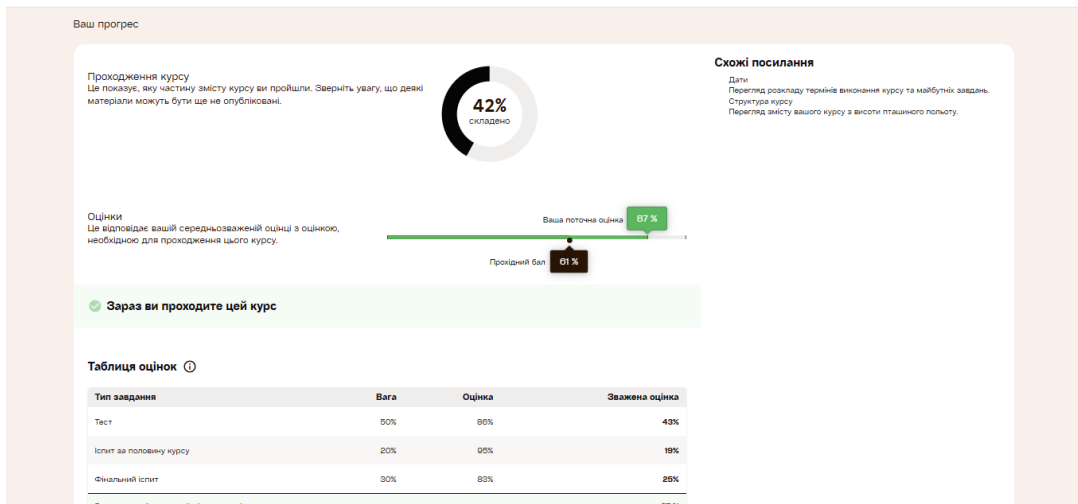 Ваш прогрес
Проходження курсу
Це показує, яку частину змісту курсу ви пройшли. Зверніть увагу, що деякі
матеріали можуть бути ще не опубліковані.
42%
складено
Схожі посилання
Дати
Перегляд розкладу термінів виконання курсу та майбутніх завдань.
Структура курсу
Перегляд змісту вашого курсу з висоти пташиного польоту.
Оцінки
Це відповідає вашій середньозваженій оцінці з оцінкою,
необхідною для проходження цього курсу.
Ваша поточна оцінка 87 %
Прохідний бал 61 %
Зараз ви проходите цей курс
Таблиця оцінок
Тип завдання Вага Оцінка Зважена оцінка
Тест 50% 86% 43%
Іспит за половину курсу 20% 95% 19%
Фінальний іспит 30% 83% 25%